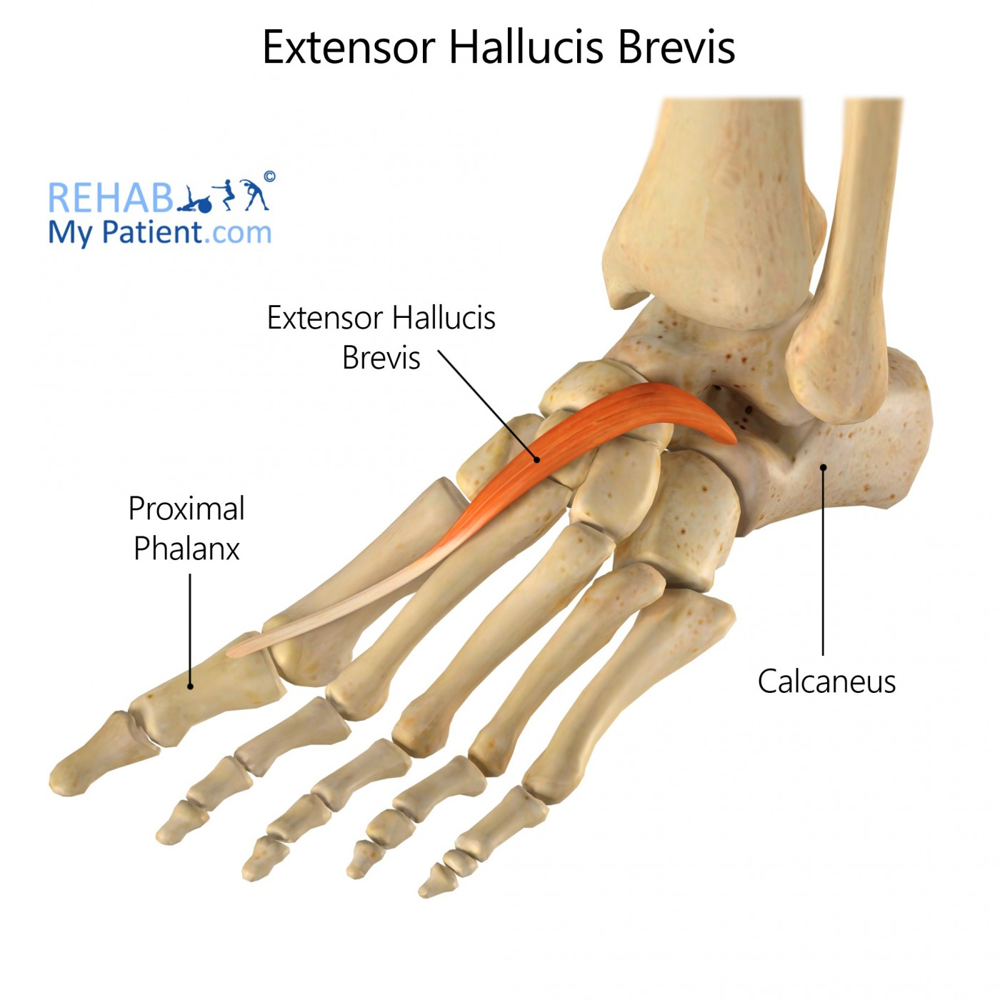 Extensor Hallucis Brevis
REHAB ©
My Patient.com
Extensor Hallucis
Brevis
Proximal
Phalanx
Calcaneus